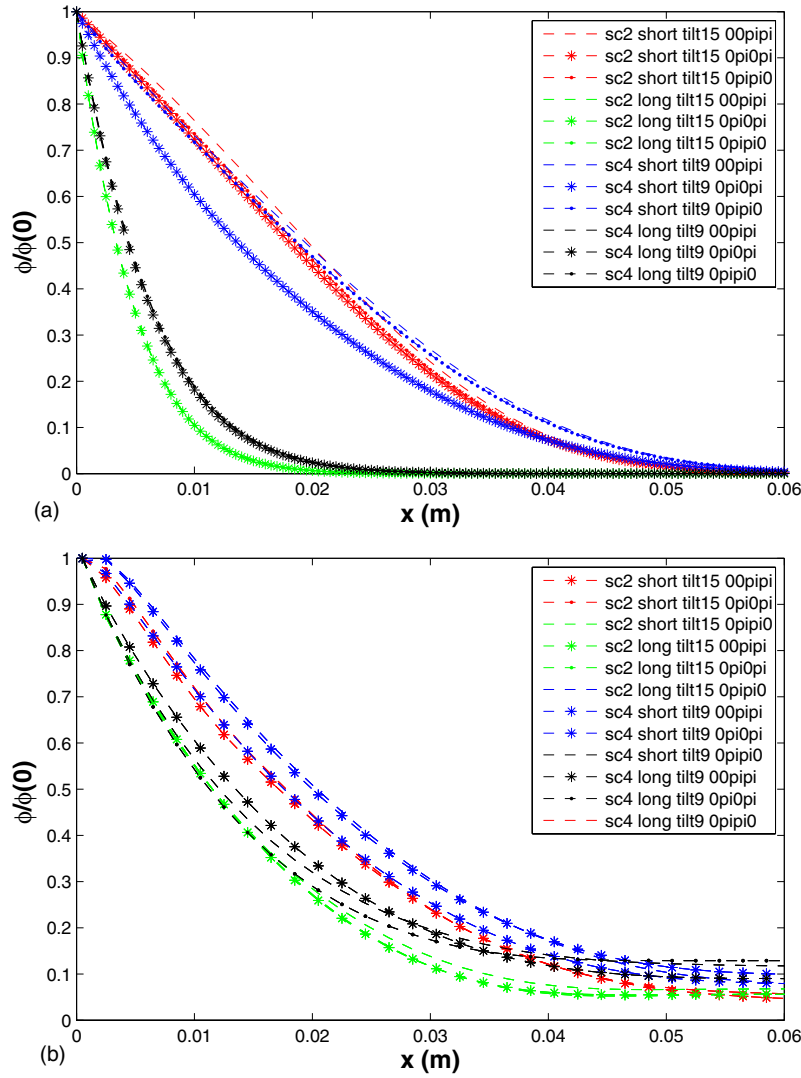 1
0.9
0.8
0.7
0.6
0.5
0.4
0.3
0.2
0.1
0
ϕ/ϕ(0)
sc2 short tilt15 00pipi
sc2 short tilt15 0pi0pi
sc2 short tilt15 0pipi0
sc2 long tilt15 00pipi
sc2 long tilt15 0pi0pi
sc2 long tilt15 0pipi0
sc4 short tilt9 00pipi
sc4 short tilt9 0pi0pi
sc4 short tilt9 0pipi0
sc4 long tilt9 00pipi
sc4 long tilt9 0pi0pi
sc4 long tilt9 0pipi0
0 0.01 0.02 0.03 0.04 0.05 0.06
(a)
x (m)
1
0.9
0.8
0.7
0.6
0.5
0.4
0.3
0.2
0.1
0
ϕ/ϕ(0)
sc2 short tilt15 00pipi
sc2 short tilt15 0pi0pi
sc2 short tilt15 0pipi0
sc2 long tilt15 00pipi
sc2 long tilt15 0pi0pi
sc2 long tilt15 0pipi0
sc4 short tilt9 00pipi
sc4 short tilt9 0pi0pi
sc4 short tilt9 0pipi0
sc4 long tilt9 00pipi
sc4 long tilt9 0pi0pi
sc4 long tilt9 0pipi0
0 0.01 0.02 0.03 0.04 0.05 0.06
(b)
x (m)